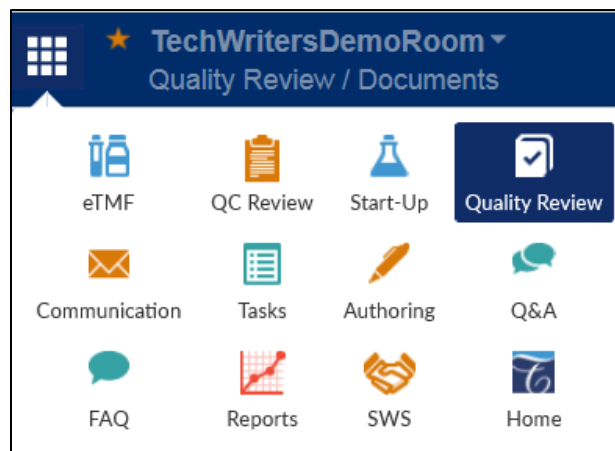 TechWritersDemoRoom
Quality Review / Documents
eTMF QC Review Start-Up Quality Review
Communication Tasks Authoring Q&A
FAQ Reports SWS Home